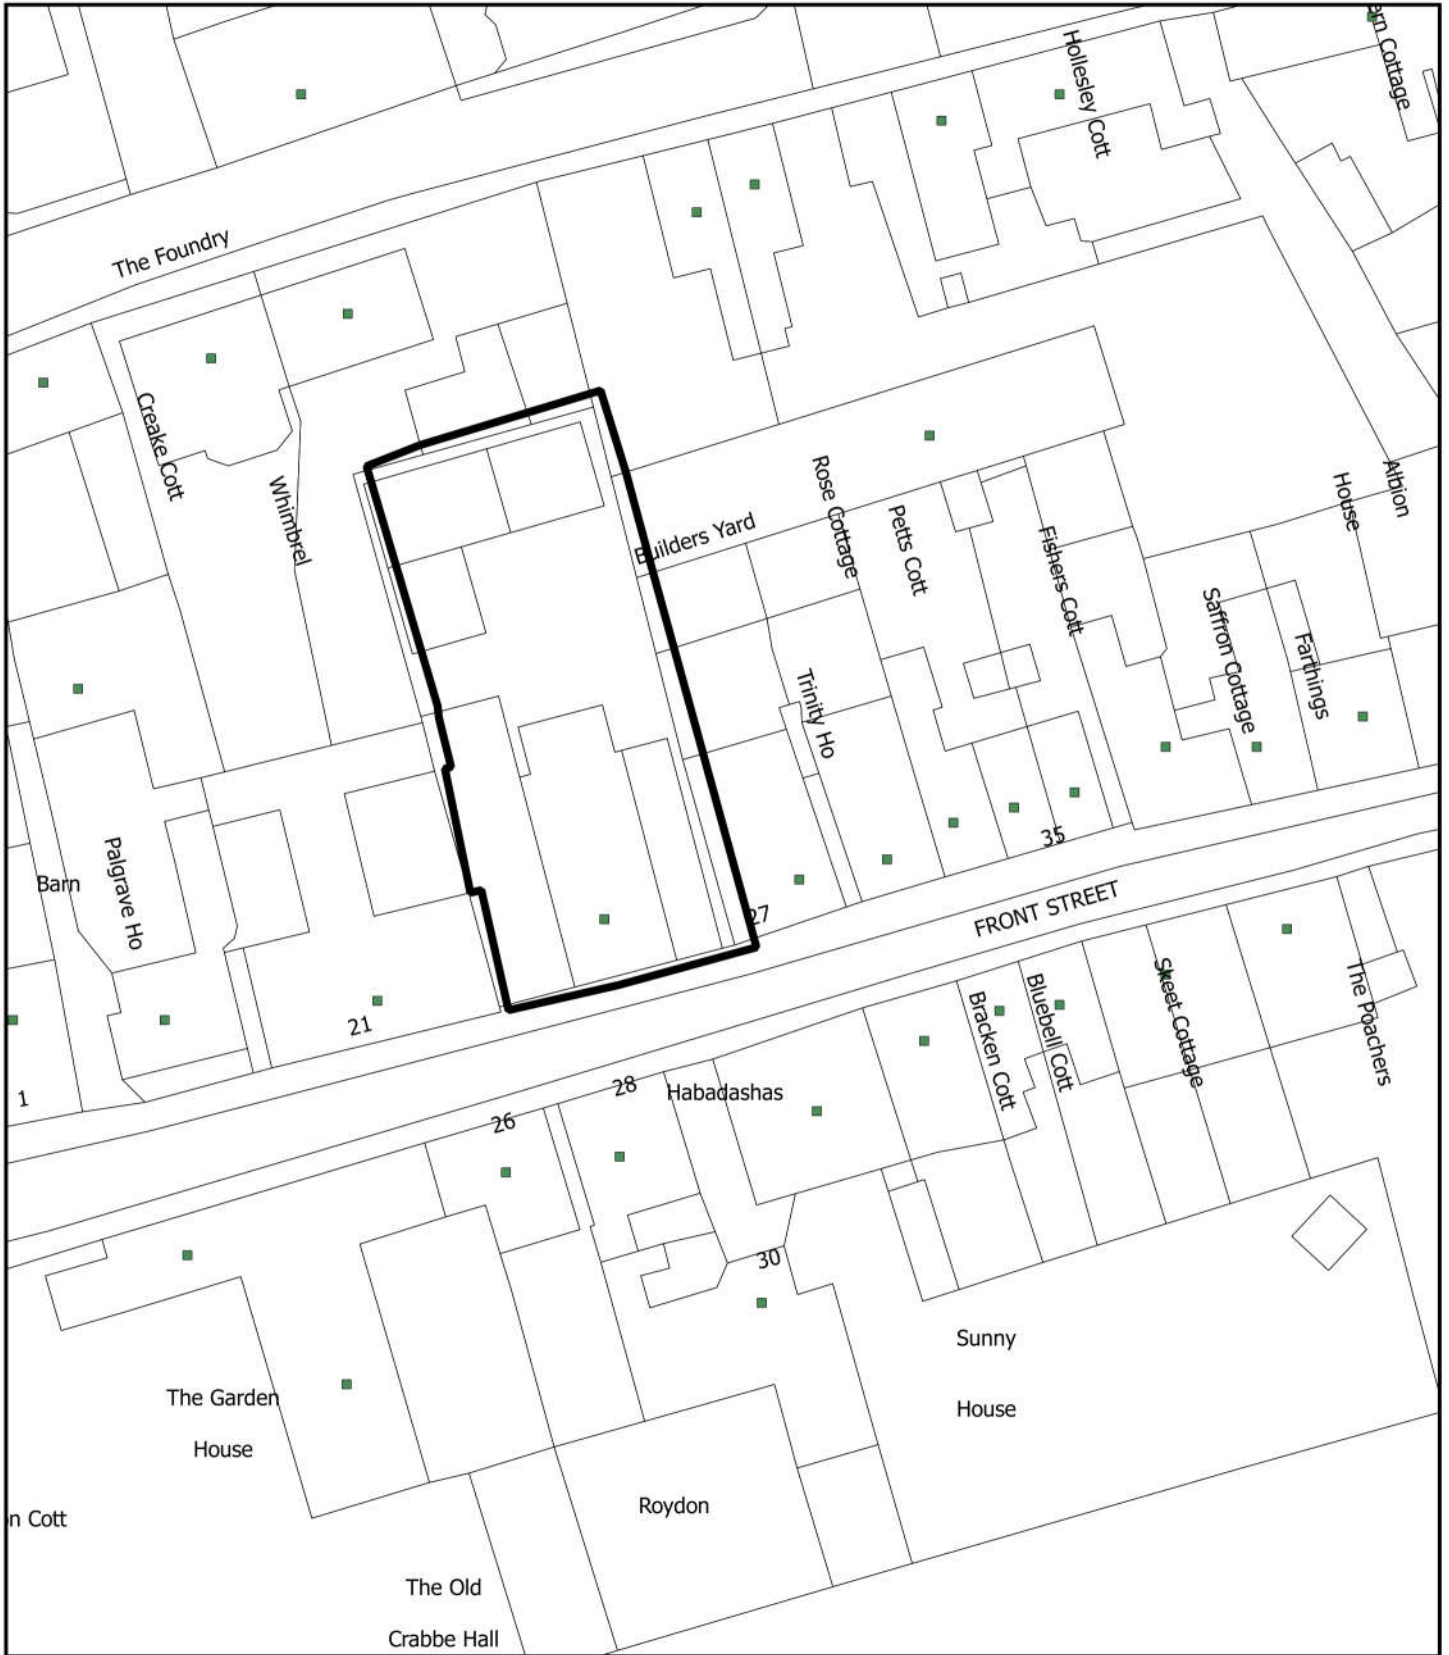 ern Cottage
Hollesley Cott
The Foundry
Creake Cott
Whimbrel
Builders Yard
Rose Cottage
Petts Cott
Fishers Cott
House
Albion
Saffron Cottage
Farthings
Trinity Ho
35
Barn
Palgrave Ho
27
FRONT STREET
21
Bracken Cott
Bluebell Cott
Skeet Cottage
The Poachers
1
26
28
Habadashas
30
Sunny
House
The Garden
House
Roydon
n Cott
The Old
Crabbe Hall